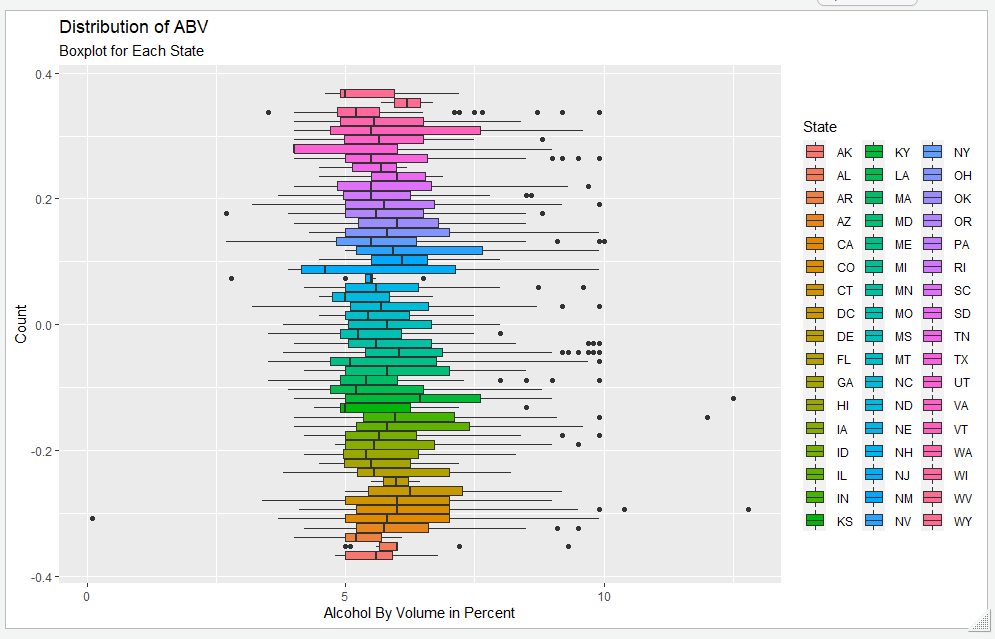 Distribution of ABV
Boxplot for Each State
0.4
0.2
0.0
-0.2
-0.4
Count
0 5 10
Alcohol By Volume in Percent
State
AK KY NY
AL LA OH
AR MA OK
AZ MD OR
CA ME PA
CO MI RI
CT MN SC
DC MO SD
DE MS TN
FL MT TX
GA NC UT
HI ND VA
IA NE VT
ID NH WA
IL NJ WI
IN NM WV
KS NV WY